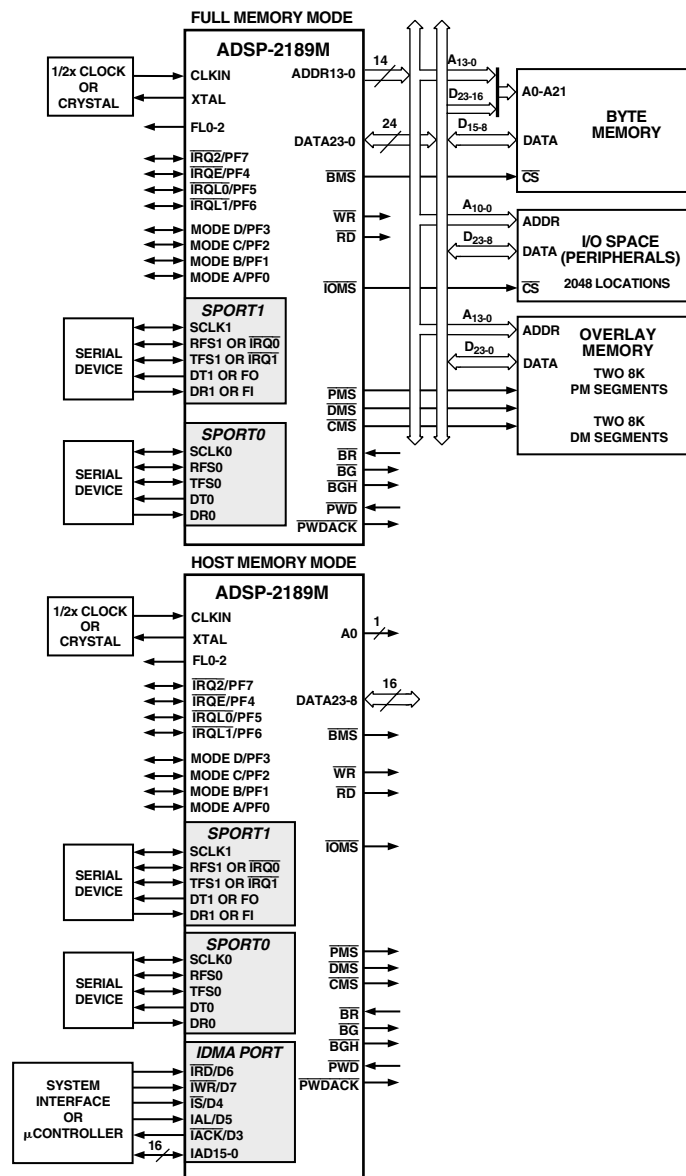 FULL MEMORY MODE
ADSP-2189M
1/2x CLOCK
OR
CRYSTAL
CLKIN
XTAL
FL0-2
IRQ2/PF7
IRQE/PF4
IRQL0/PF5
IRQL1/PF6
MODE D/PF3
MODE C/PF2
MODE B/PF1
MODE A/PF0
SPORT1
SCLK1
RFS1 OR IRQ0
TFS1 OR IRQ1
DT1 OR FO
DR1 OR FI
SERIAL
DEVICE
SPORT0
SCLK0
RFS0
TFS0
DT0
DR0
SERIAL
DEVICE
ADDR13-0
14
DATA23-0
24
BMS
WR
RD
IOMS
PMS
DMS
CMS
BR
BG
BGH
PWD
PWDACK
A13-0
D23-16
D15-8
A0-A21
DATA
CS
BYTE
MEMORY
A10-0
D23-8
ADDR
DATA
CS
I/O SPACE
(PERIPHERALS)
2048 LOCATIONS
A13-0
D23-0
ADDR
DATA
OVERLAY
MEMORY
TWO 8K
PM SEGMENTS
TWO 8K
DM SEGMENTS
HOST MEMORY MODE
ADSP-2189M
1/2x CLOCK
OR
CRYSTAL
CLKIN
XTAL
FL0-2
IRQ2/PF7
IRQE/PF4
IRQL0/PF5
IRQL1/PF6
MODE D/PF3
MODE C/PF2
MODE B/PF1
MODE A/PF0
SPORT1
SCLK1
RFS1 OR IRQ0
TFS1 OR IRQ1
DT1 OR FO
DR1 OR FI
SERIAL
DEVICE
SPORT0
SCLK0
RFS0
TFS0
DT0
DR0
SERIAL
DEVICE
IDMA PORT
IRD/D6
IWR/D7
IS/D4
IAL/D5
IACK/D3
IAD15-0
16
SYSTEM
INTERFACE
OR
μCONTROLLER
A0
1
DATA23-8
16
BMS
WR
RD
IOMS
PMS
DMS
CMS
BR
BG
BGH
PWD
PWDACK